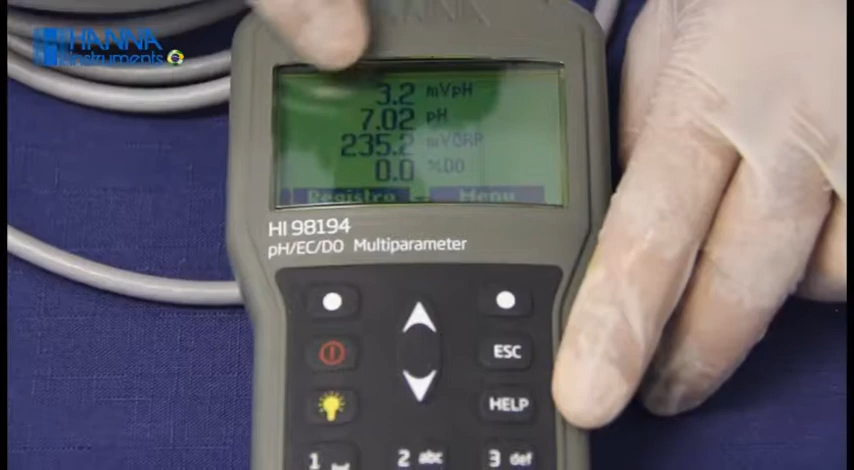 HANNA
instruments
HANNA
3.2 mVpH
7.02 pH
235.2 mVORP
0.0 %DO
Registro Menu
HI 98194
pH/EC/DO Multiparameter
ESC
HELP
1 2 abc 3 def